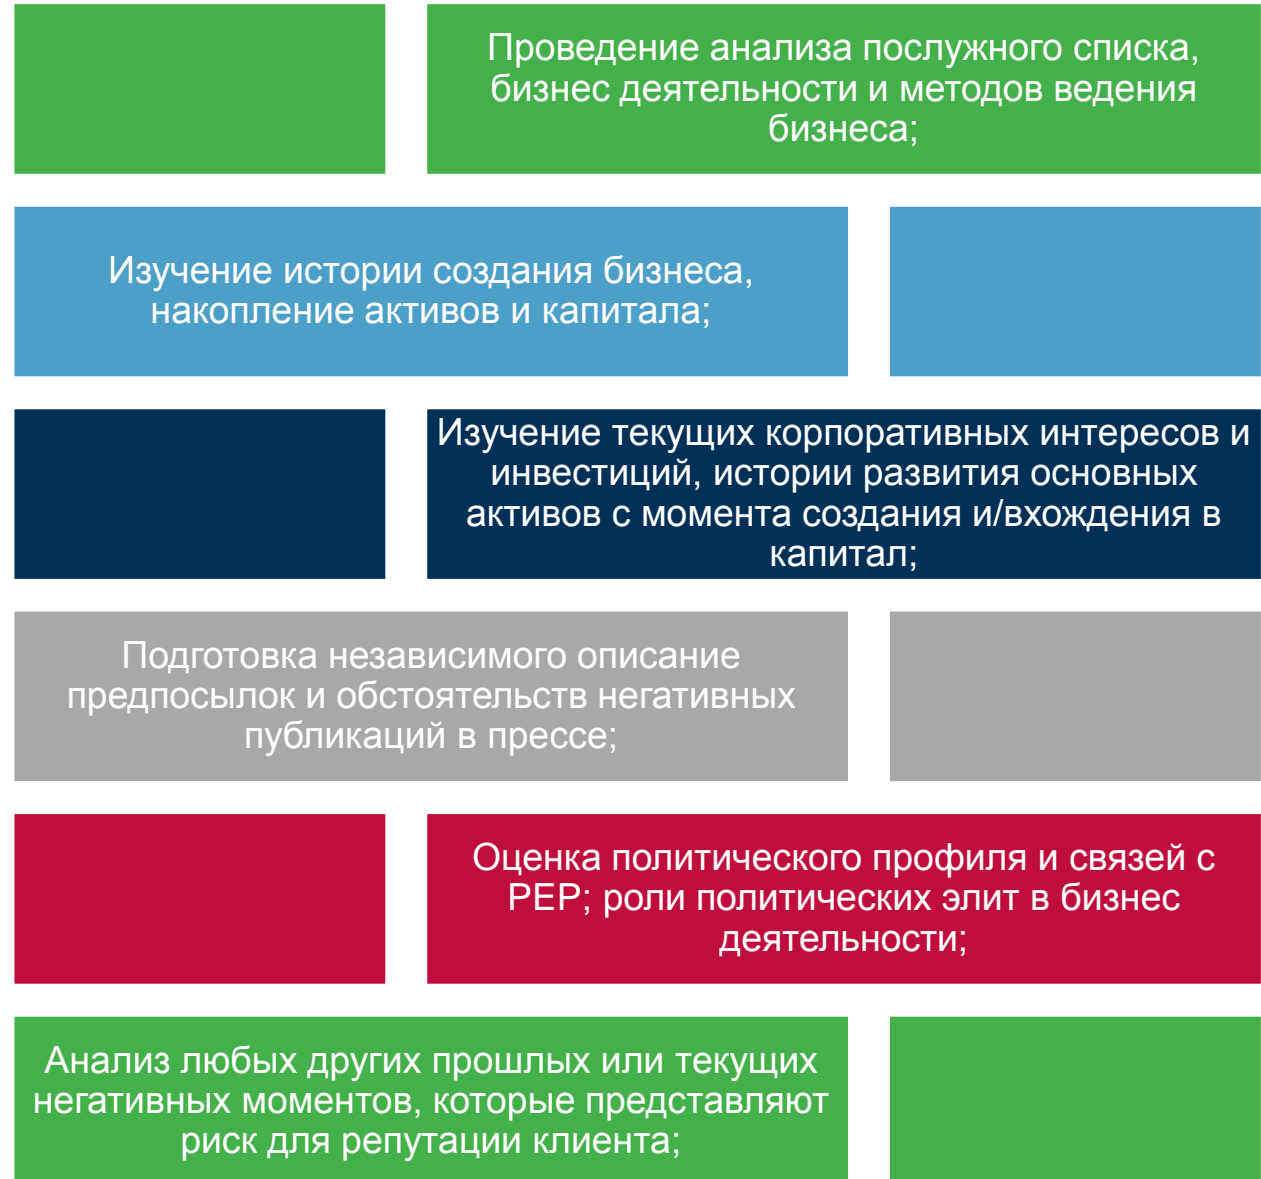 Проведение анализа послужного списка,
бизнес деятельности и методов ведения
бизнеса;
Изучение истории создания бизнеса,
накопление активов и капитала;
Изучение текущих корпоративных интересов и
инвестиций, истории развития основных
активов с момента создания и/вхождения в
капитал;
Подготовка независимого описание
предпосылок и обстоятельств негативных
публикаций в прессе;
Оценка политического профиля и связей с
PEP; роли политических элит в бизнес
деятельности;
Анализ любых других прошлых или текущих
негативных моментов, которые представляют
риск для репутации клиента;